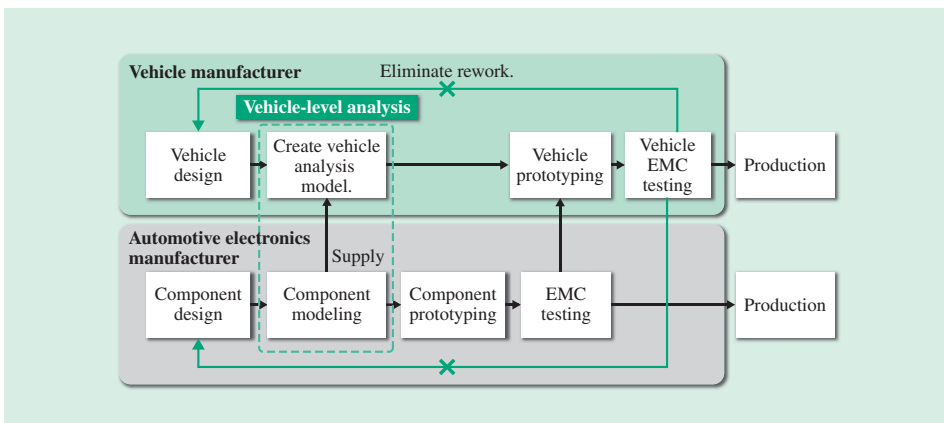 Vehicle manufacturer
Eliminate rework.
Vehicle-level analysis
Vehicle
design
Create vehicle
analysis
model.
Vehicle
prototyping
Vehicle
EMC
testing
Production
Automotive electronics
manufacturer
Supply
Component
design
Component
modeling
Component
prototyping
EMC
testing
Production